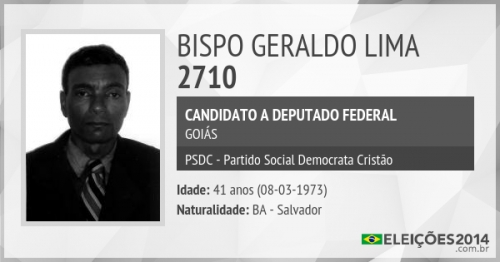 BISPO GERALDO LIMA
2710
CANDIDATO A DEPUTADO FEDERAL
GOIÁS
PSDC - Partido Social Democrata Cristão
Idade: 41 anos (08-03-1973)
Naturalidade: BA - Salvador
ELEIÇÕES2014
.com.br